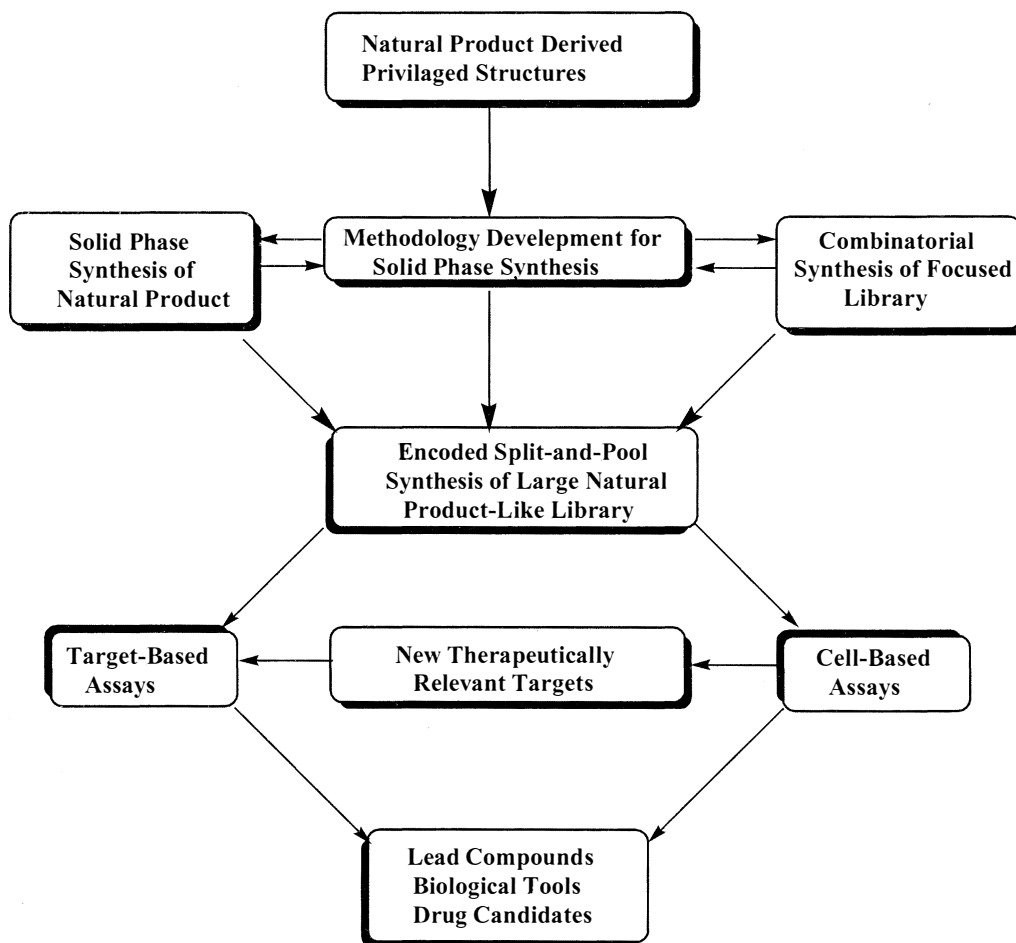 Natural Product Derived
Privilaged Structures
Solid Phase
Synthesis of
Natural Product
Methodology Develepment for
Solid Phase Synthesis
Combinatorial
Synthesis of Focused
Library
Encoded Split-and-Pool
Synthesis of Large Natural
Product-Like Library
Target-Based
Assays
New Therapeutically
Relevant Targets
Cell-Based
Assays
Lead Compounds
Biological Tools
Drug Candidates